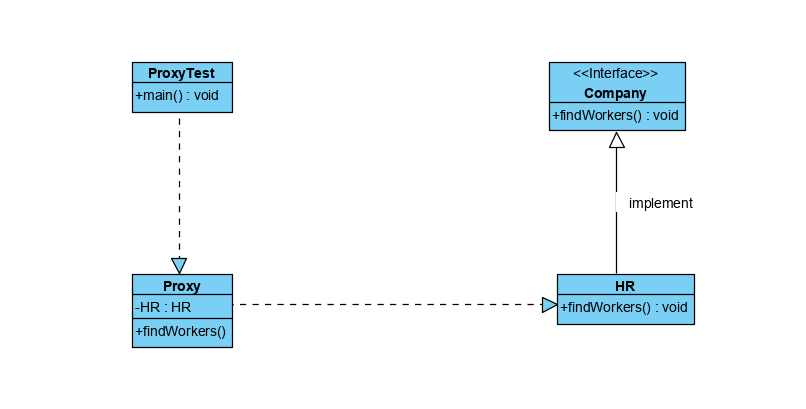 ProxyTest
+main() : void
<<Interface>>
Company
+findWorkers() : void
implement
Proxy
-HR : HR
+findWorkers()
HR
+findWorkers() : void